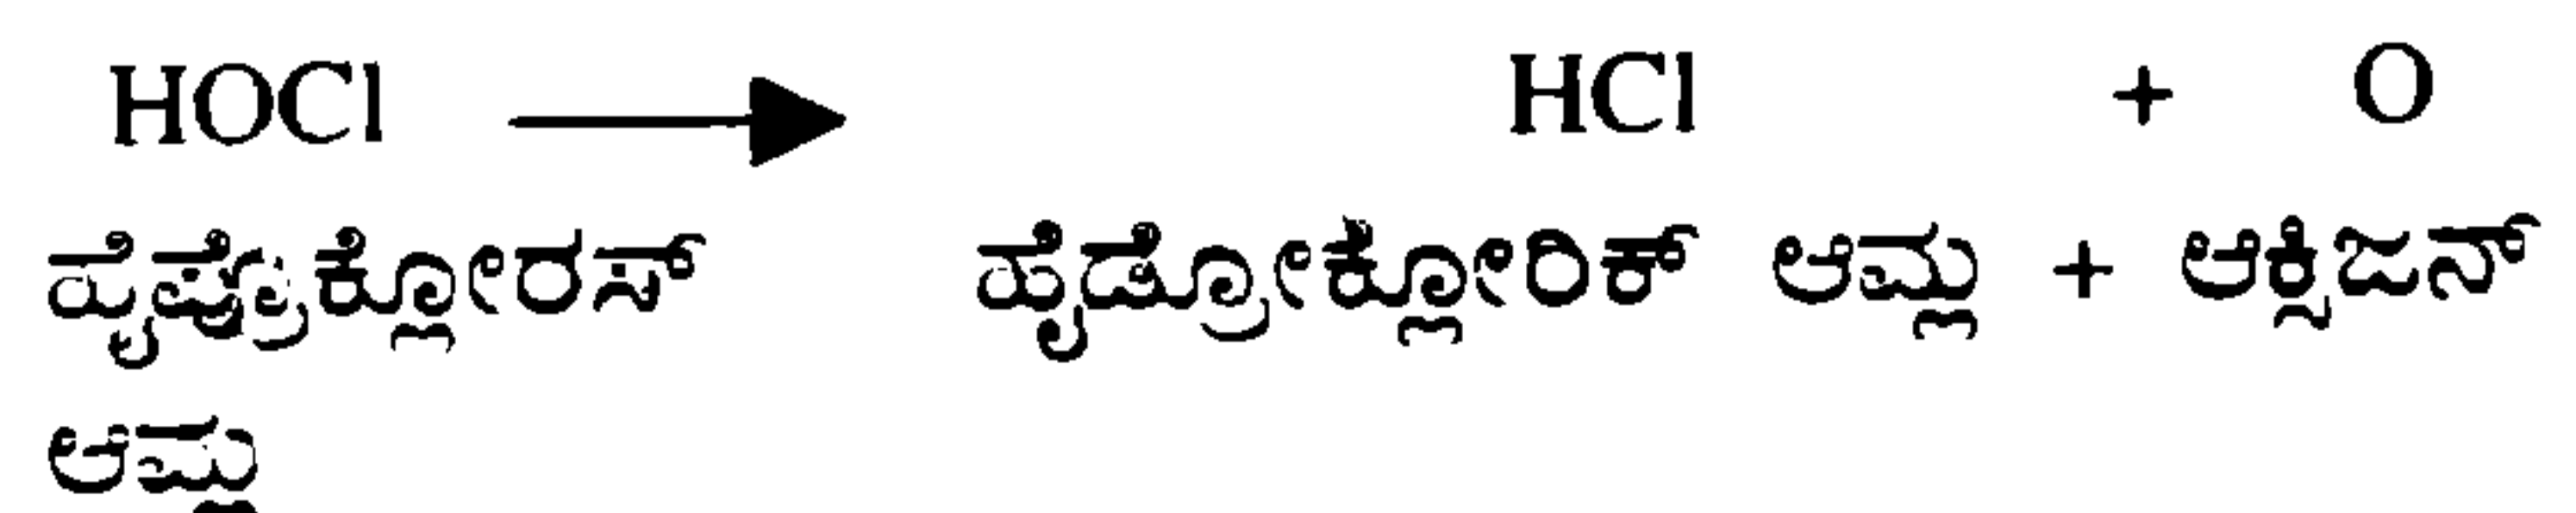 HOCl → HCl + O
ಹೈಪ್ರೊಕ್ಲೋರಸ್ ಹೈಡ್ರೋಕ್ಲೋರಿಕ್ ಆಮ್ಲ + ಆಕ್ಸಿಜನ್
ಆಮ್ಲ